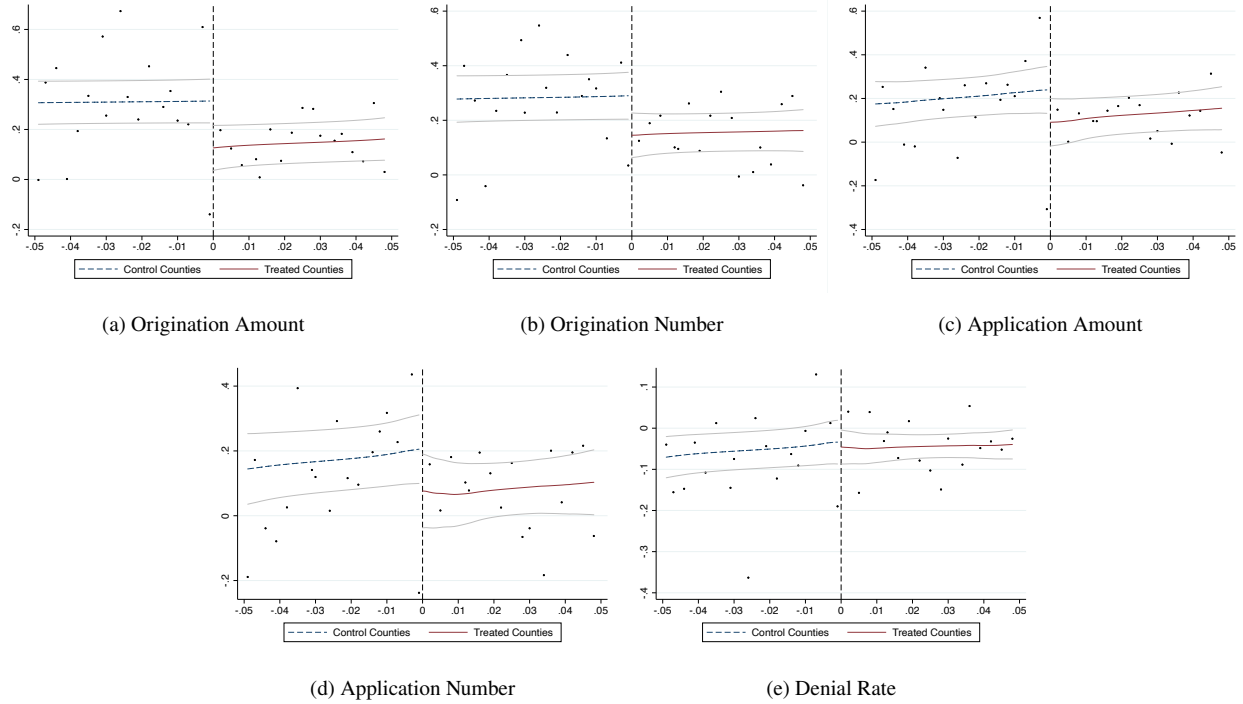 .6
.4
.2
0
-.2
-.05 -.04 -.03 -.02 -.01 0 .01 .02 .03 .04 .05
Control Counties Treated Counties
(a) Origination Amount
.6
.4
.2
0
-.2
-.05 -.04 -.03 -.02 -.01 0 .01 .02 .03 .04 .05
Control Counties Treated Counties
(b) Origination Number
.6
.4
.2
0
-.2
-.4
-.05 -.04 -.03 -.02 -.01 0 .01 .02 .03 .04 .05
Control Counties Treated Counties
(c) Application Amount
.4
.2
0
-.2
-.05 -.04 -.03 -.02 -.01 0 .01 .02 .03 .04 .05
Control Counties Treated Counties
(d) Application Number
.1
0
-.1
-.2
-.3
-.4
-.05 -.04 -.03 -.02 -.01 0 .01 .02 .03 .04 .05
Control Counties Treated Counties
(e) Denial Rate